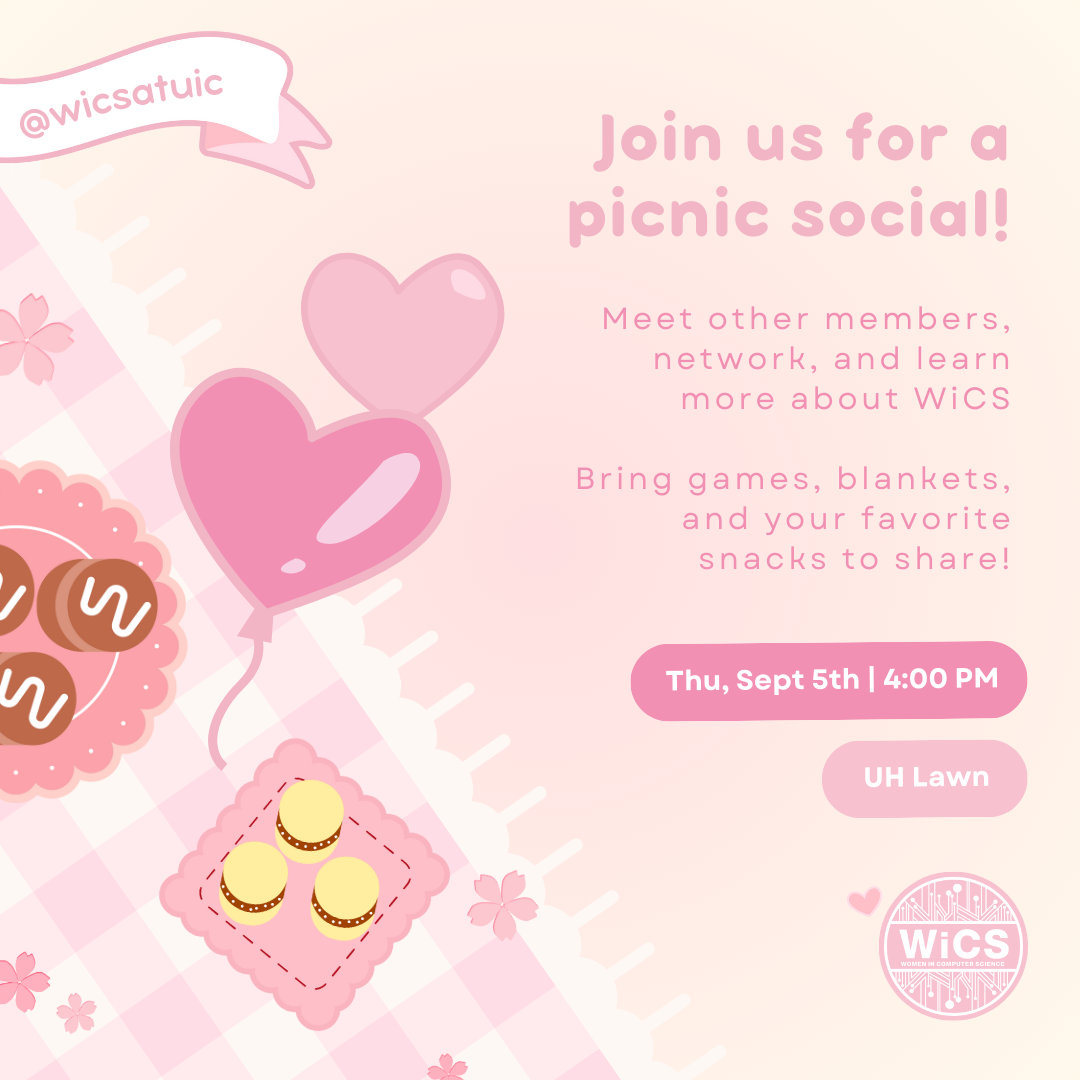 @wicsatuic
Join us for a
picnic social!
Meet other members,
network, and learn
more about WiCS
Bring games, blankets,
and your favorite
snacks to share!
Thu, Sept 5th | 4:00 PM
UH Lawn
WiCS
WOMEN IN COMPUTER SCIENCE